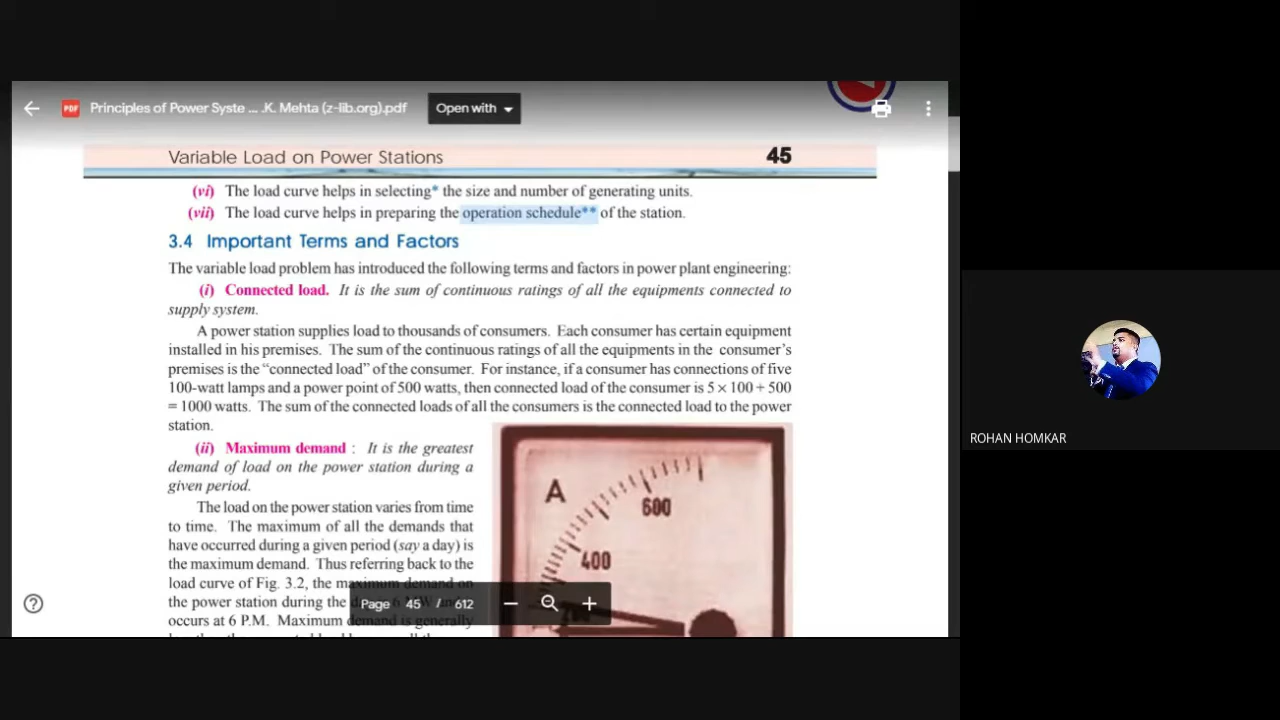 Principles of Power Syste ... .K. Mehta (z-lib.org).pdf
Open with
Variable Load on Power Stations 45
(vi) The load curve helps in selecting* the size and number of generating units.
(vii) The load curve helps in preparing the operation schedule** of the station.
3.4 Important Terms and Factors
The variable load problem has introduced the following terms and factors in power plant engineering:
(i) Connected load. It is the sum of continuous ratings of all the equipments connected to
supply system.
A power station supplies load to thousands of consumers. Each consumer has certain equipment
installed in his premises. The sum of the continuous ratings of all the equipments in the consumer's
premises is the “connected load” of the consumer. For instance, if a consumer has connections of five
100-watt lamps and a power point of 500 watts, then connected load of the consumer is 5 × 100 + 500
= 1000 watts. The sum of the connected loads of all the consumers is the connected load to the power
station.
(ii) Maximum demand : It is the greatest
demand of load on the power station during a
given period.
The load on the power station varies from time
to time. The maximum of all the demands that
have occurred during a given period (say a day) is
the maximum demand. Thus referring back to the
load curve of Fig. 3.2, the maximum demand on
the power station during the
occurs at 6 P.M. Maximum demand is generally
A
600
400
Page 45 / 612
ROHAN HOMKAR